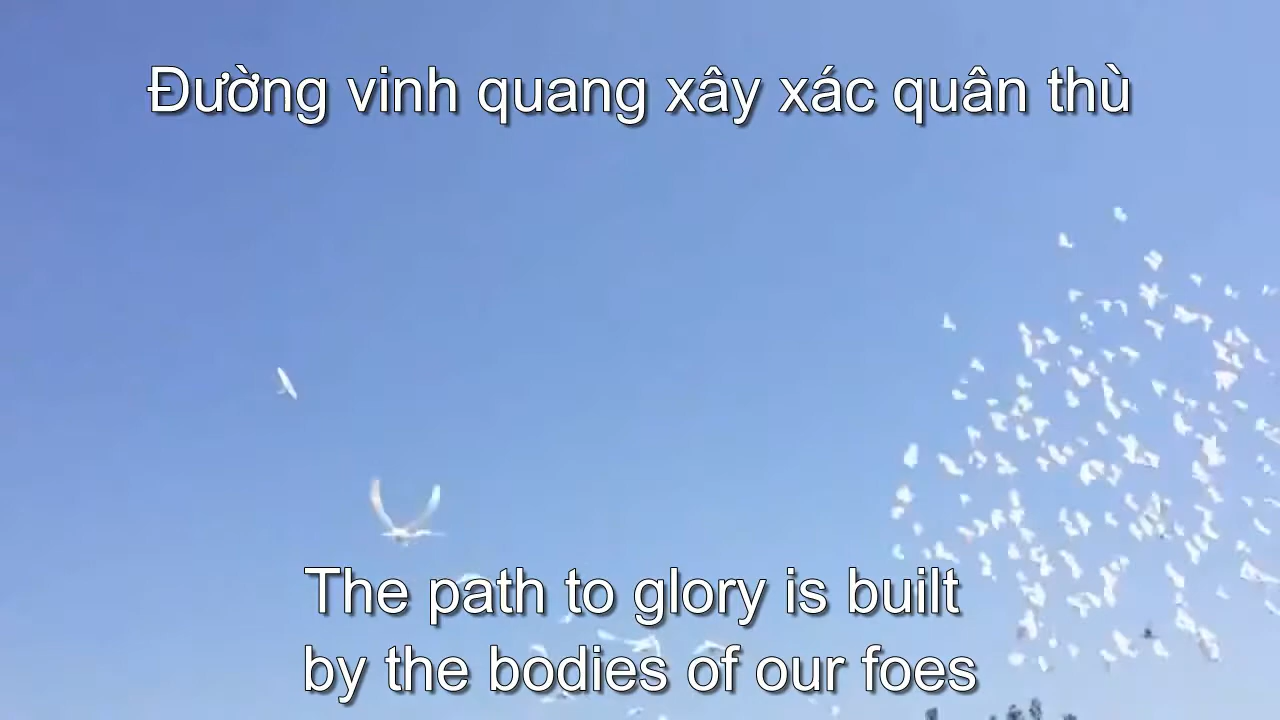 Đường vinh quang xây xác quân thù
The path to glory is built
by the bodies of our foes